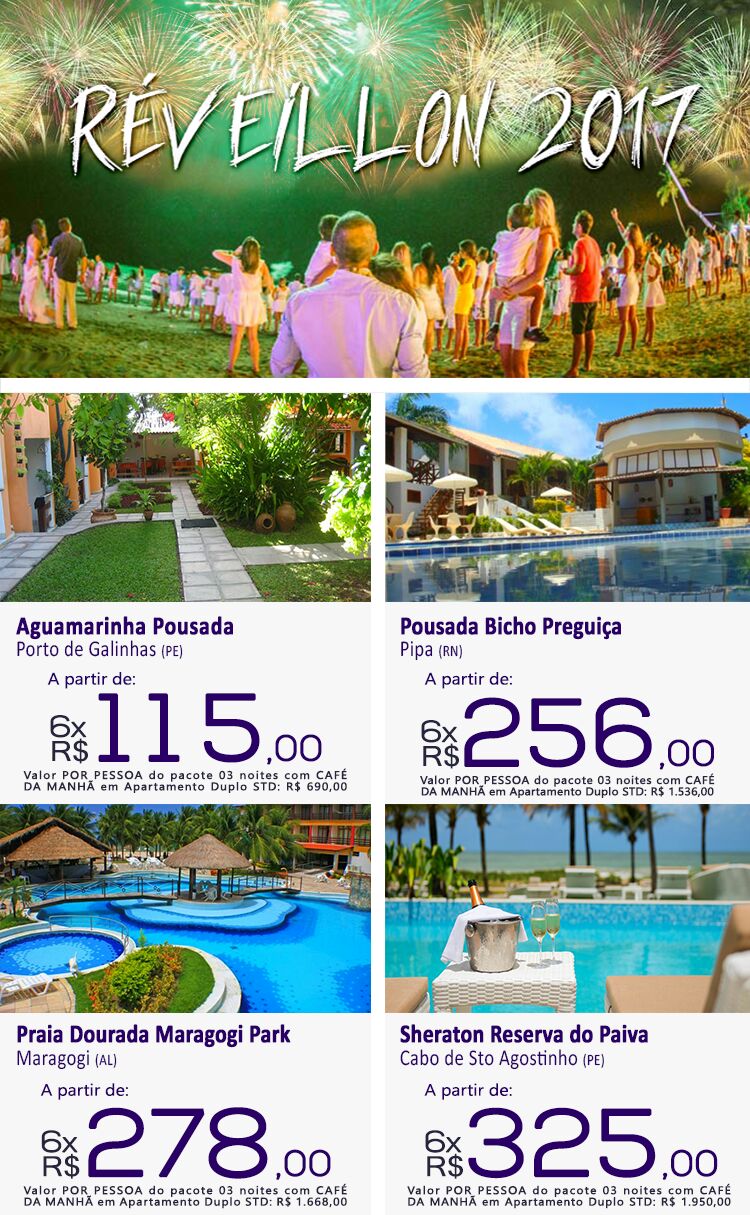 RÉVEILLON 2017
Aguamarinha Pousada
Porto de Galinhas (PE)
A partir de:
6x
R$ 115,00
Valor POR PESSOA do pacote 03 noites com CAFÉ
DA MANHÃ em Apartamento Duplo STD: R$ 690,00
Pousada Bicho Preguiça
Pipa (RN)
A partir de:
6x
R$ 256,00
Valor POR PESSOA do pacote 03 noites com CAFÉ
DA MANHÃ em Apartamento Duplo STD: R$ 1.536,00
Praia Dourada Maragogi Park
Maragogi (AL)
A partir de:
6x
R$ 278,00
Valor POR PESSOA do pacote 03 noites com CAFÉ
DA MANHÃ em Apartamento Duplo STD: R$ 1.668,00
Sheraton Reserva do Paiva
Cabo de Sto Agostinho (PE)
A partir de:
6x
R$ 325,00
Valor POR PESSOA do pacote 03 noites com CAFÉ
DA MANHÃ em Apartamento Duplo STD: R$ 1.950,00